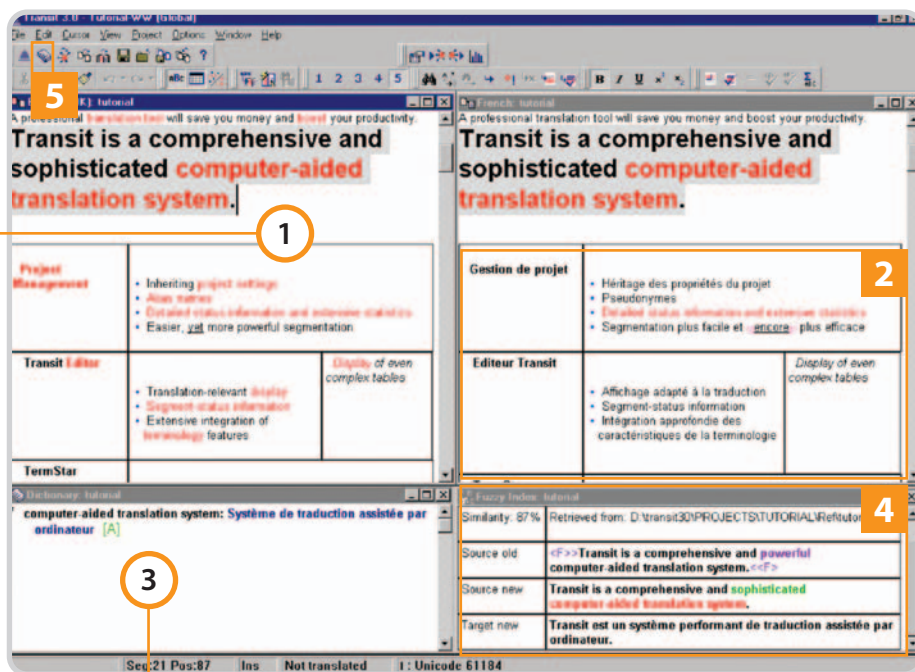 Transit 3.0 - Tutorial-WW (Global)
File Edit Cursor View Project Options Window Help
1 2 3 4 5
B I U
5
tutorial
French: tutorial
A professional translation tool will save you money and boost your productivity.
Transit is a comprehensive and
sophisticated computer-aided
translation system.
1
Project
Management
• Inheriting project settings
• Alias names
• Detailed status information and extensive statistics
• Easier, yet more powerful segmentation
Transit Editor
• Translation-relevant display
• Segment-status information
• Extensive integration of
terminology features
Display of even
complex tables
TermStar
A professional translation tool will save you money and boost your productivity.
Transit is a comprehensive and
sophisticated computer-aided
translation system.
2
Gestion de projet
• Héritage des propriétés du projet
• Pseudonymes
• Detailed status information and extensive statistics
• Segmentation plus facile et encore plus efficace
Editeur Transit
• Affichage adapté à la traduction
• Segment-status information
• Intégration approfondie des
caractéristiques de la terminologie
Display of even
complex tables
Dictionary: tutorial
computer-aided translation system: Système de traduction assistée par
ordinateur [A]
3
Fuzzy Index: tutorial
4
Similarity: 87% Retrieved from: D:\transit30\PROJECTS\TUTORIAL\Ref\tutor
Source old <F>>Transit is a comprehensive and powerful
computer-aided translation system.<<F>
Source new Transit is a comprehensive and sophisticated
computer-aided translation system.
Target new Transit est un système performant de traduction assistée par
ordinateur.
Seg:21 Pos:87 Ins Not translated : Unicode 61184